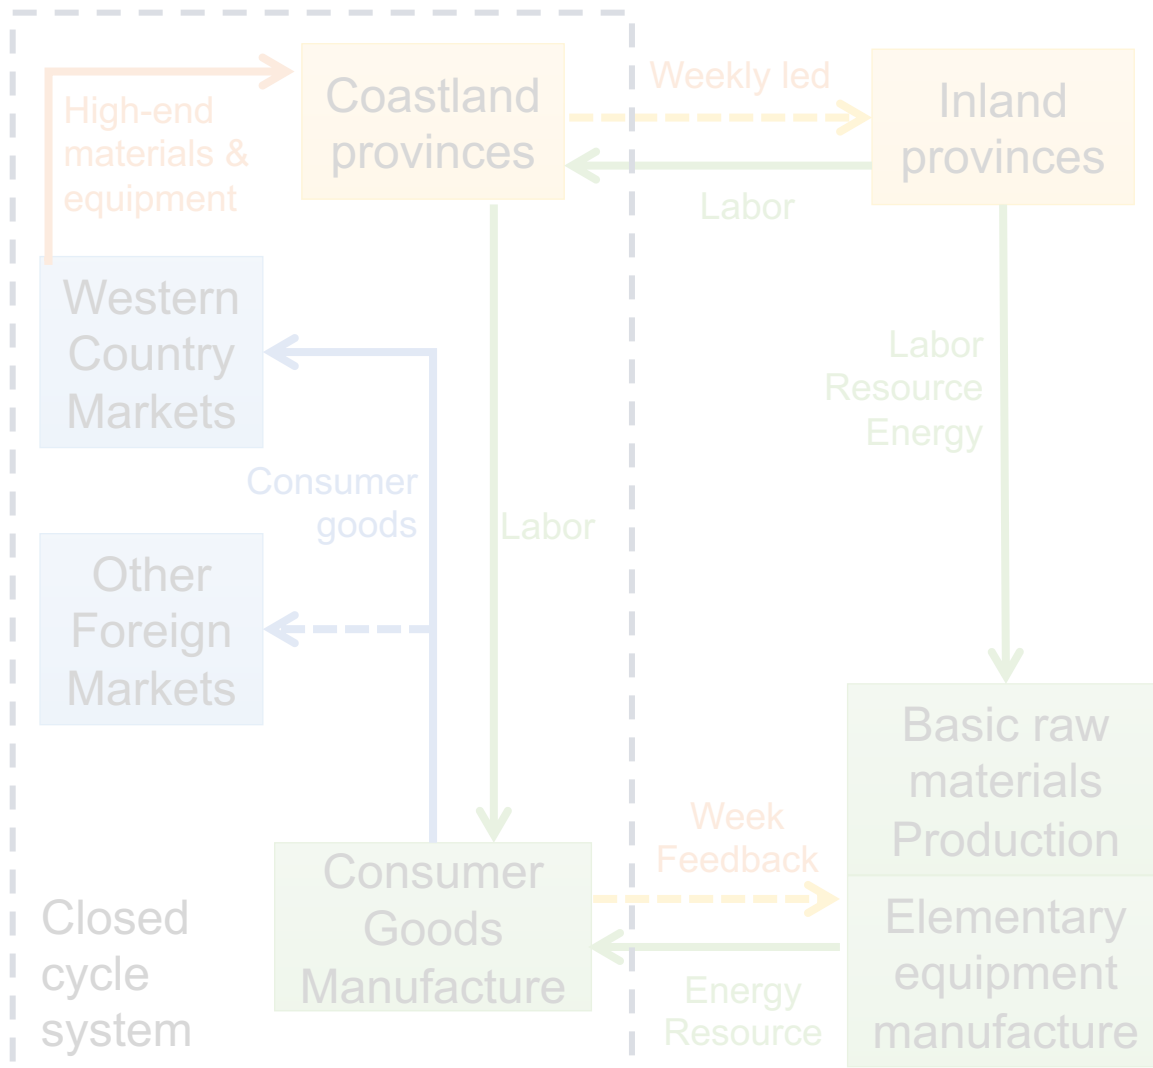 Coastland
provinces
Weekly led
Inland
provinces
High-end
materials &
equipment
Labor
Western
Country
Markets
Labor
Resource
Energy
Consumer
goods
Labor
Other
Foreign
Markets
Basic raw
materials
Production
Week
Feedback
Consumer
Goods
Manufacture
Elementary
equipment
manufacture
Closed
cycle
system
Energy
Resource